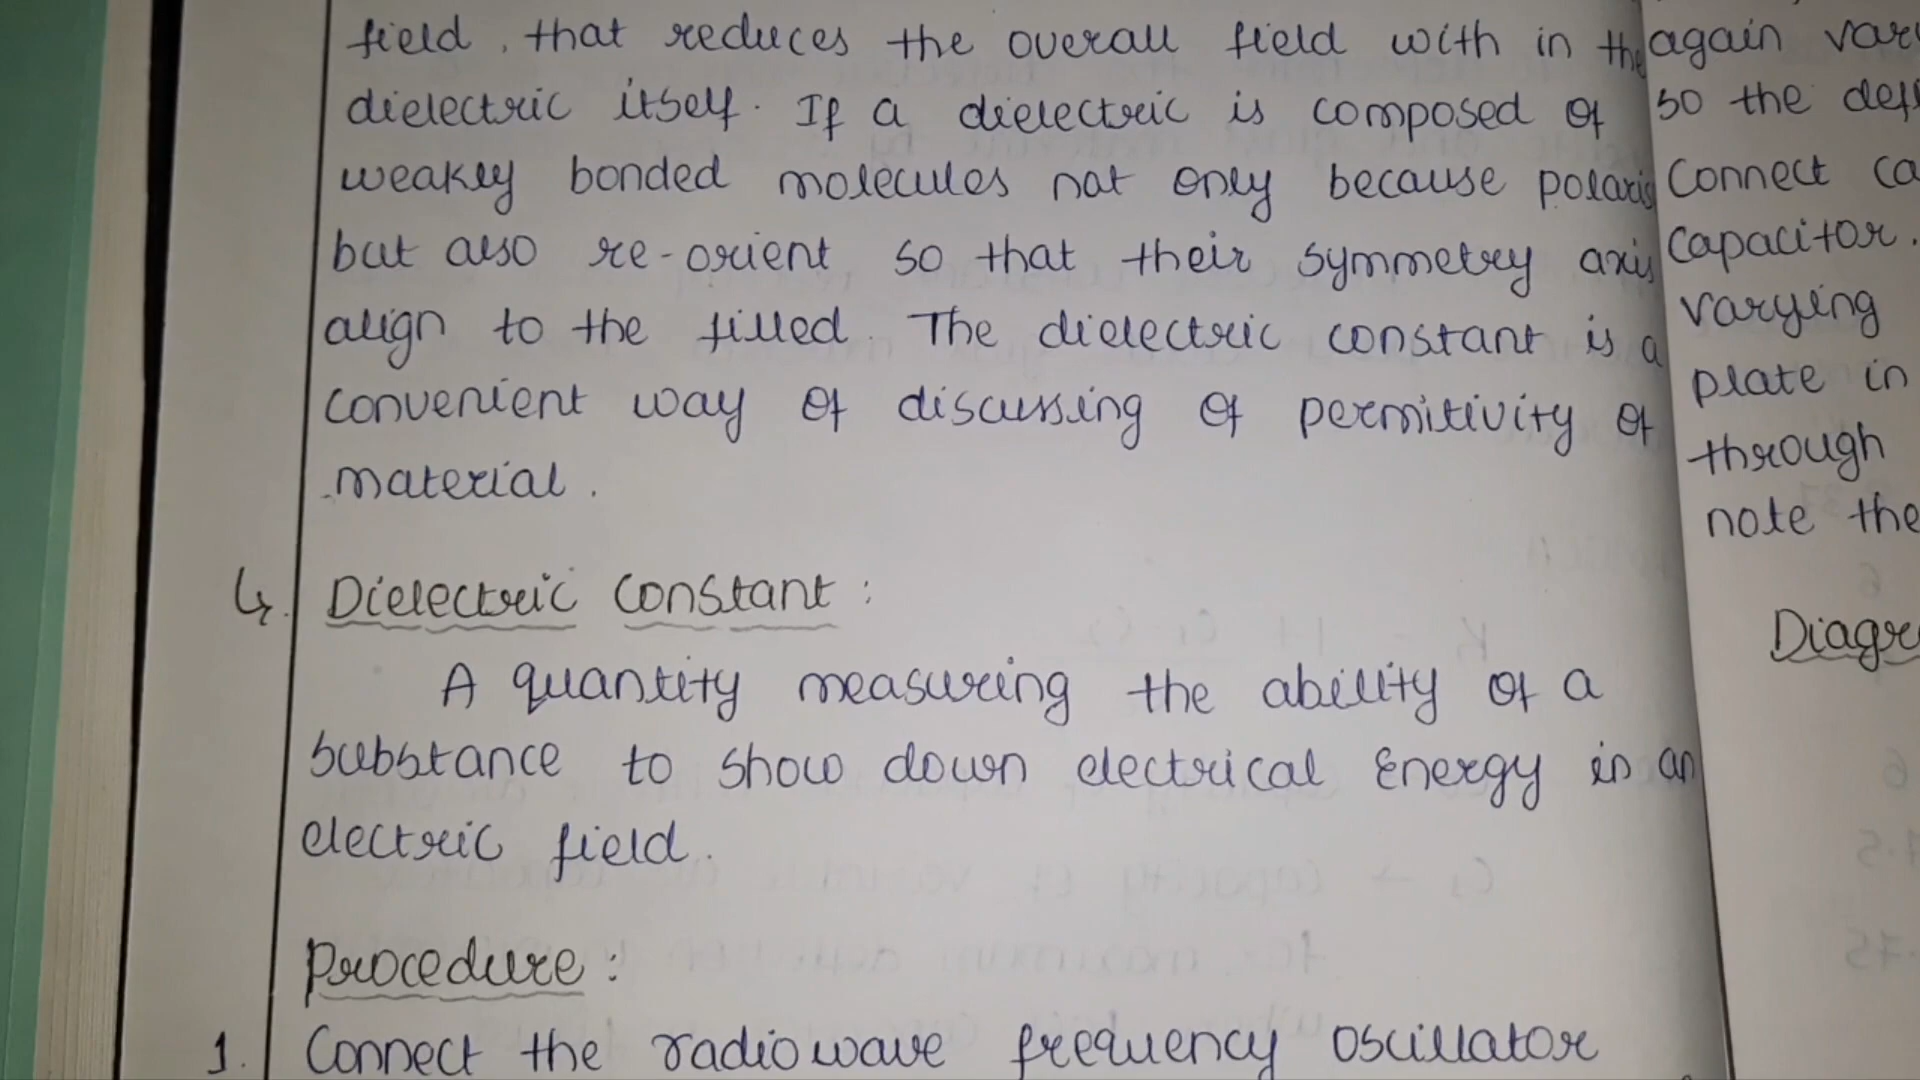 field, that reduces the overall field with in the
dielectric itself. If a dielectric is composed of
weakly bonded molecules not only because polaris
but also re-orient so that their symmetry axis
align to the filled. The dielectric constant is a
convenient way of discussing of permitivity of
material.
4. Dielectric Constant :
A quantity measuring the ability of a
substance to show down electrical Energy in an
electric field.
Procedure :
1. Connect the radiowave frequency oscillator
again
so the
Connect
Capacitor.
varying
plate in
through
note the